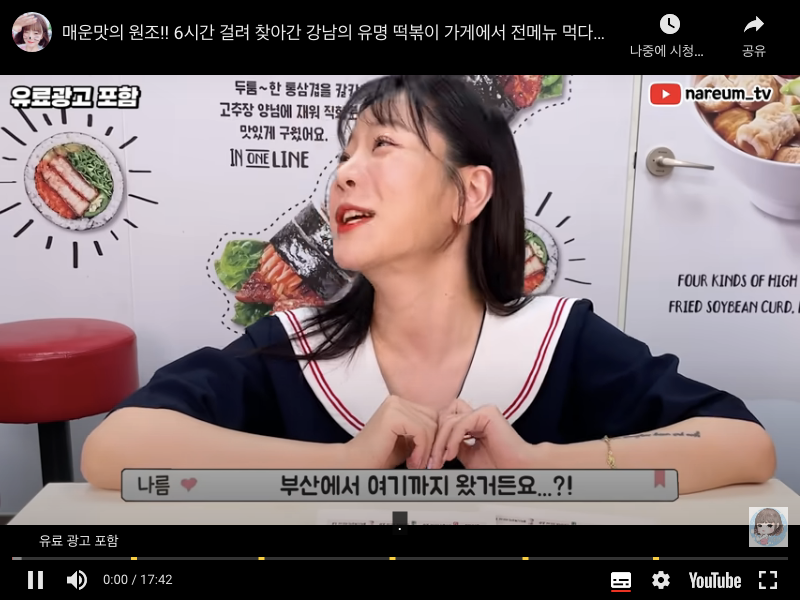 매운맛의 원조!! 6시간 걸려 찾아간 강남의 유명 떡볶이 가게에서 전메뉴 먹다...
나중에 시청...
공유
유료광고 포함
nareum_tv
두툼~한 통삼겹을
고추장 양념에 재워
맛있게 구웠어요.
IN ONE LINE
FOUR KINDS OF HIGH
FRIED SOYBEAN CURD,
나름
부산에서 여기까지 왔거든요...?!
유료 광고 포함
0:00 / 17:42
YouTube